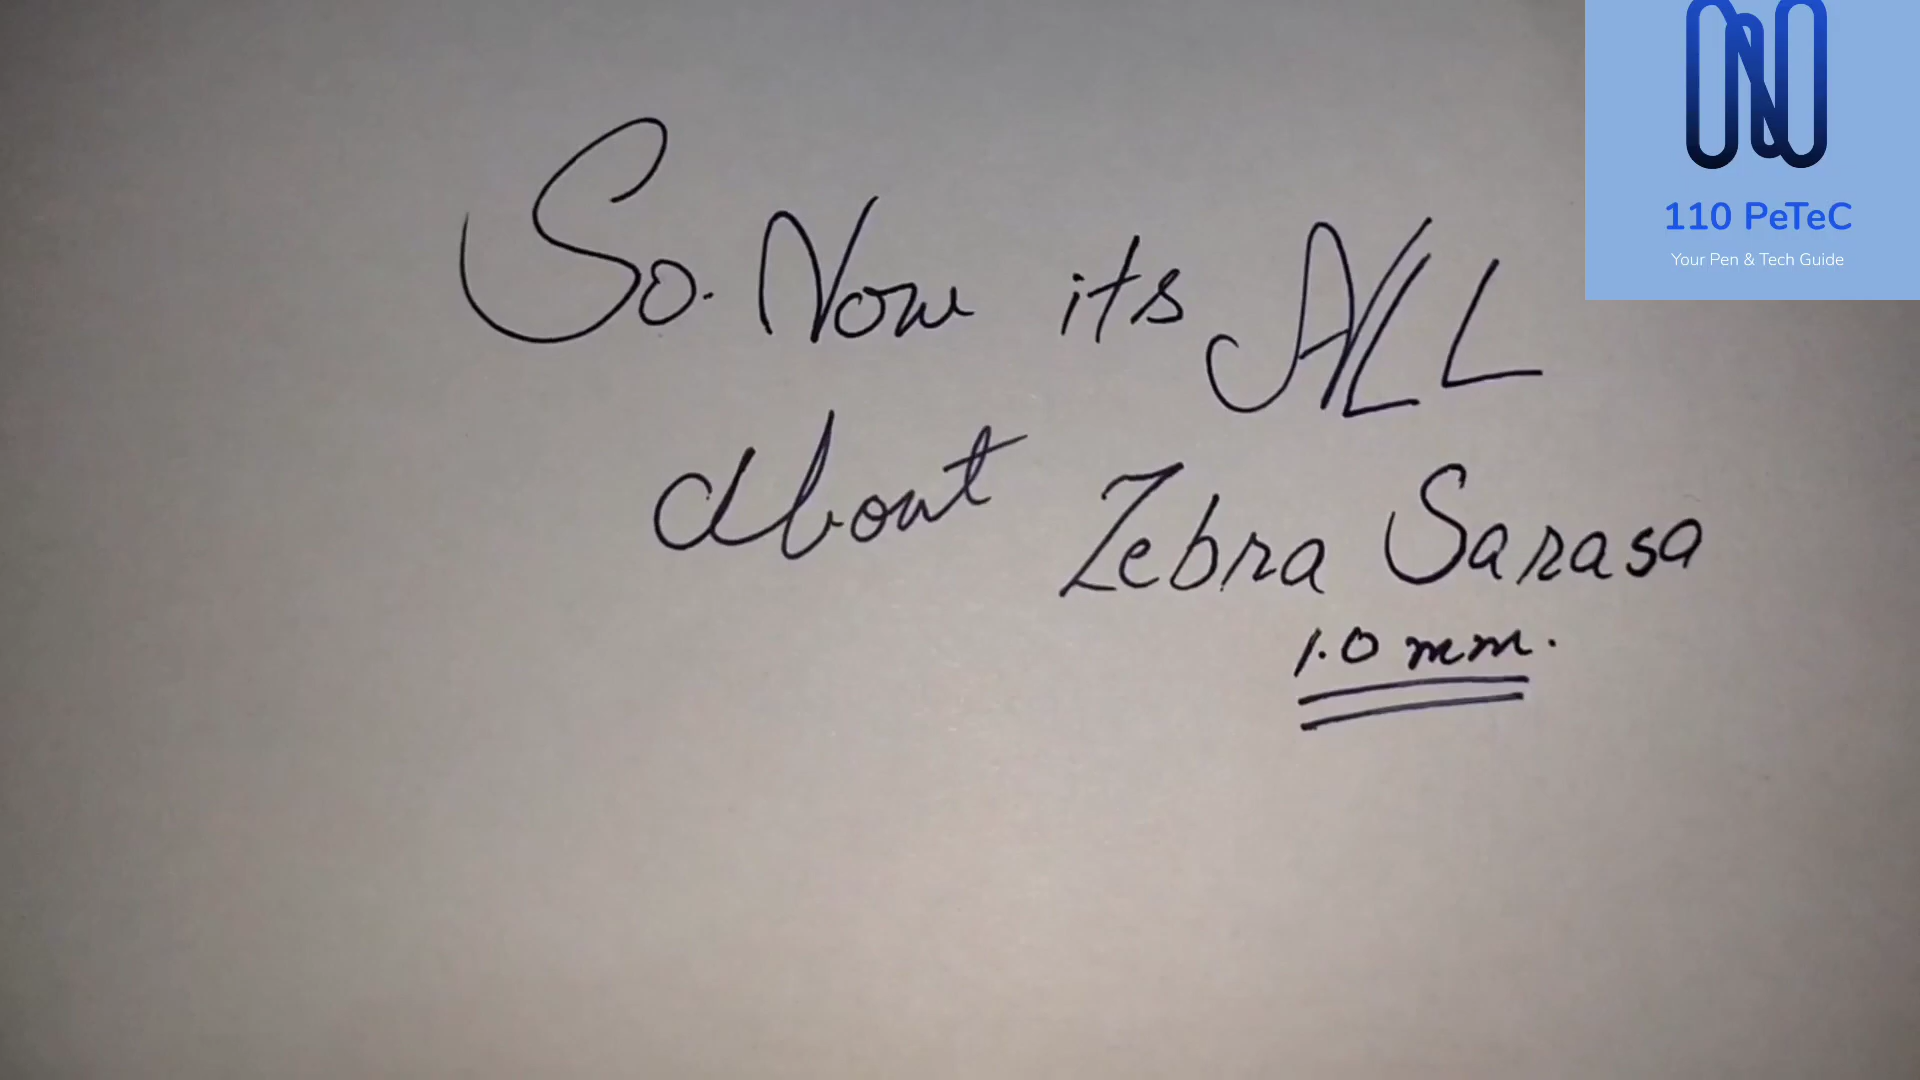 So. Now its ALL
about Zebra Sarasa
1.0 mm.
110 PeTeC
Your Pen & Tech Guide